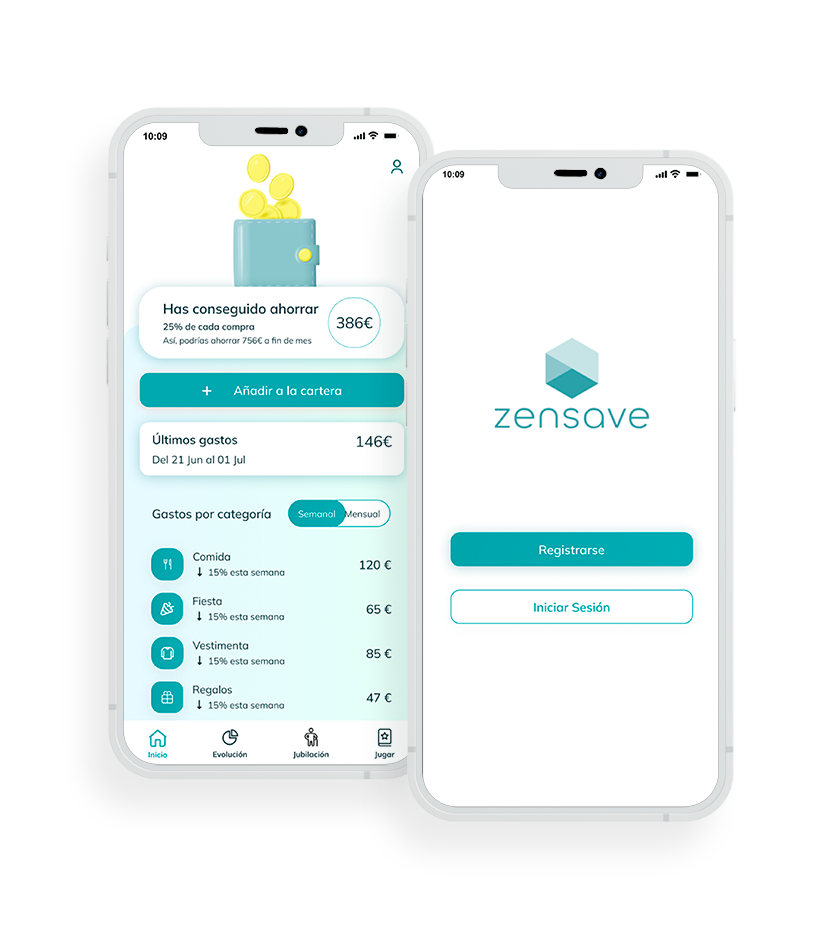 10:09
Has conseguido ahorrar
25% de cada compra
Así, podrías ahorrar 756€ a fin de mes
386€
+ Añadir a la cartera
Últimos gastos
146€
Del 21 Jun al 01 Jul
Gastos por categoría
Semanal
Mensual
Comida
↓ 15% esta semana
120 €
Fiesta
↓ 15% esta semana
65 €
Vestimenta
↓ 15% esta semana
85 €
Regalos
↓ 15% esta semana
47 €
Inicio
Evolución
Jubilación
Jugar
10:09
zensave
Registrarse
Iniciar Sesión